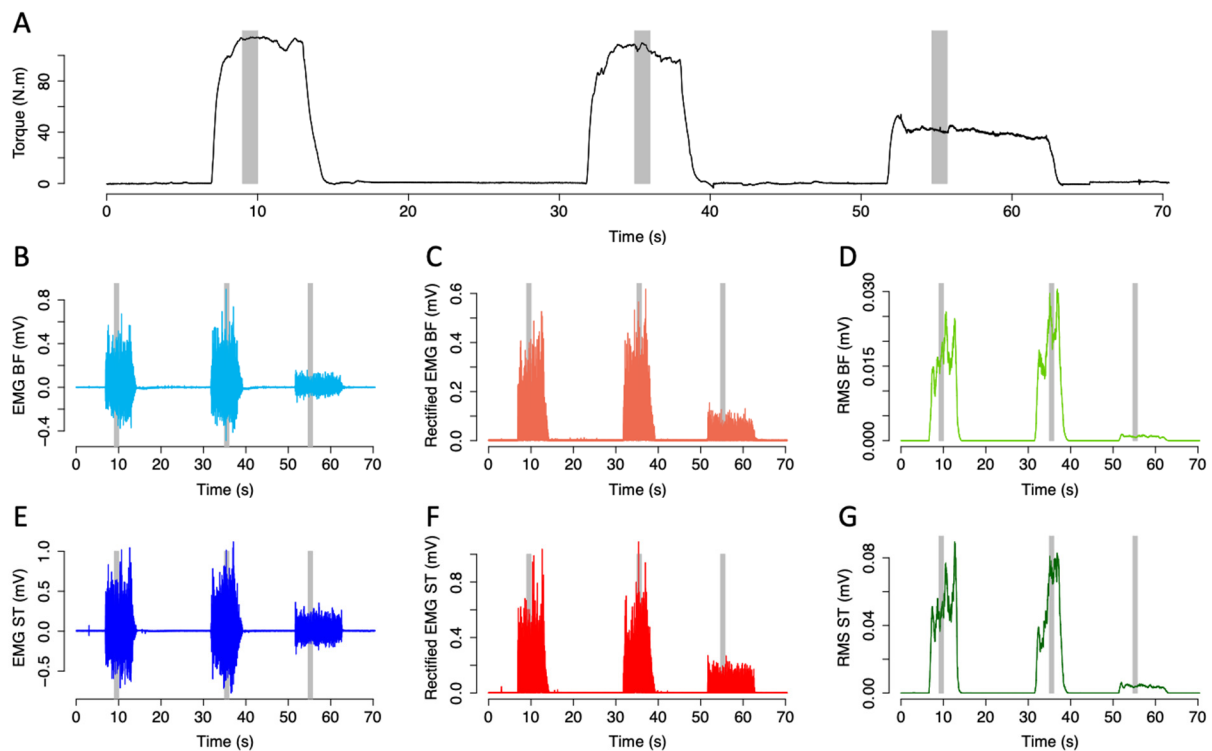 A
Torque (N.m)
80
40
0
0 10 20 30 40 50 60 70
Time (s)
B
EMG BF (mV)
0.8
0.4
0.0
−0.4
0 10 20 30 40 50 60 70
Time (s)
C
Rectified EMG BF (mV)
0.6
0.4
0.2
0.0
0 10 20 30 40 50 60 70
Time (s)
D
RMS BF (mV)
0.030
0.015
0.000
0 10 20 30 40 50 60 70
Time (s)
E
EMG ST (mV)
1.0
0.5
0.0
−0.5
0 10 20 30 40 50 60 70
Time (s)
F
Rectified EMG ST (mV)
0.8
0.4
0.0
0 10 20 30 40 50 60 70
Time (s)
G
RMS ST (mV)
0.08
0.04
0.00
0 10 20 30 40 50 60 70
Time (s)